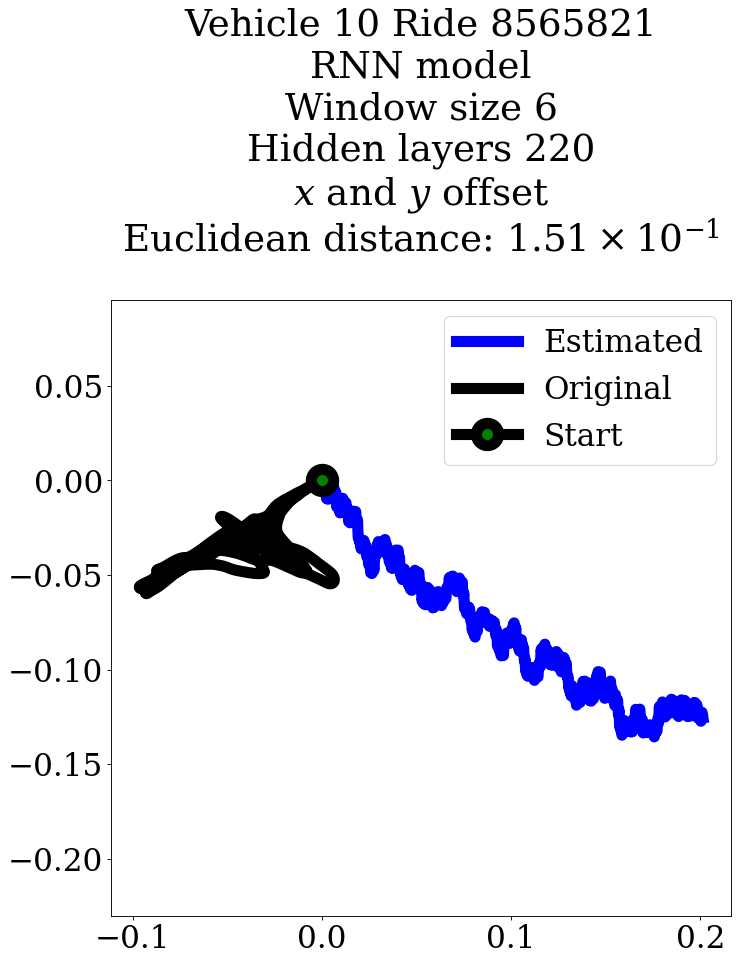 Vehicle 10 Ride 8565821
RNN model
Window size 6
Hidden layers 220
x and y offset
Euclidean distance: 1.51 × 10⁻¹
Estimated
Original
Start
0.05
0.00
−0.05
−0.10
−0.15
−0.20
−0.1 0.0 0.1 0.2